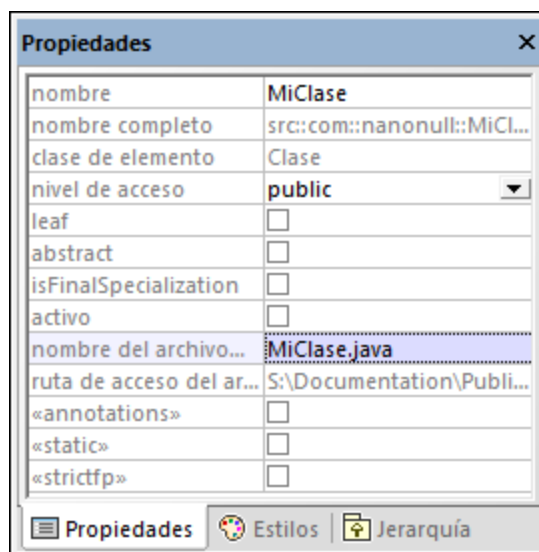 Propiedades
nombre MiClase
nombre completo src::com::nanonull::MiCl...
clase de elemento Clase
nivel de acceso public
leaf
abstract
isFinalSpecialization
activo
nombre del archivo... MiClase.java
ruta de acceso del ar... S:\Documentation\Publi...
«annotations»
«static»
«strictfp»
Propiedades Estilos Jerarquía